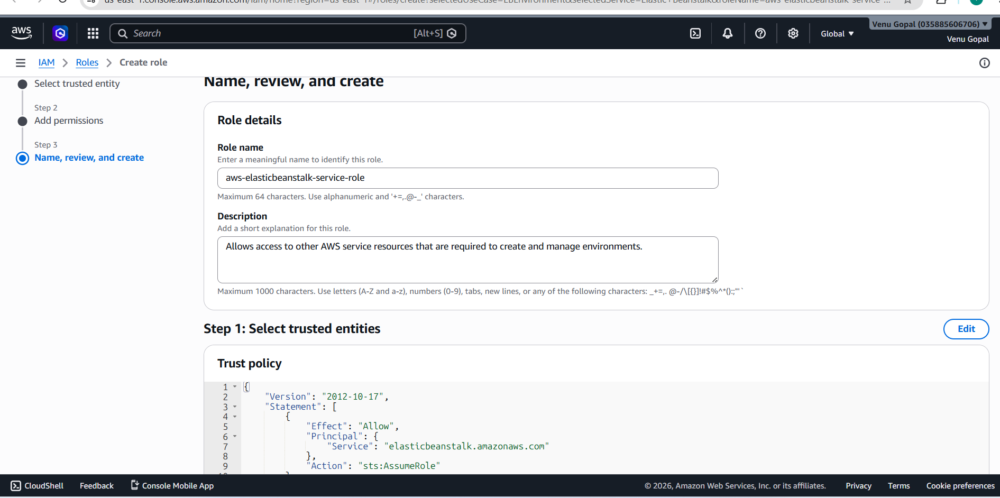 us-east-1.console.aws.amazon.com/iam/home?region=us-east-1#/roles/create?selectedUseCase=EBEnvironment&selectedService=Elastic+Beanstalk&roleName=aws-elasticbeanstalk-service-...
aws
Search
[Alt+S]
Global
Venu Gopal (035885606706)
Venu Gopal
IAM
Roles
Create role
Select trusted entity
Step 2
Add permissions
Step 3
Name, review, and create
Name, review, and create
Role details
Role name
Enter a meaningful name to identify this role.
aws-elasticbeanstalk-service-role
Maximum 64 characters. Use alphanumeric and '+=,.@-_' characters.
Description
Add a short explanation for this role.
Allows access to other AWS service resources that are required to create and manage environments.
Maximum 1000 characters. Use letters (A-Z and a-z), numbers (0-9), tabs, new lines, or any of the following characters: _+=,. @-/\[{}]!#$%^*();:;"'`
Step 1: Select trusted entities
Edit
Trust policy
1 {
2 "Version": "2012-10-17",
3 "Statement": [
4 {
5 "Effect": "Allow",
6 "Principal": {
7 "Service": "elasticbeanstalk.amazonaws.com"
8 },
9 "Action": "sts:AssumeRole"
10 }
CloudShell
Feedback
Console Mobile App
© 2026, Amazon Web Services, Inc. or its affiliates.
Privacy
Terms
Cookie preferences